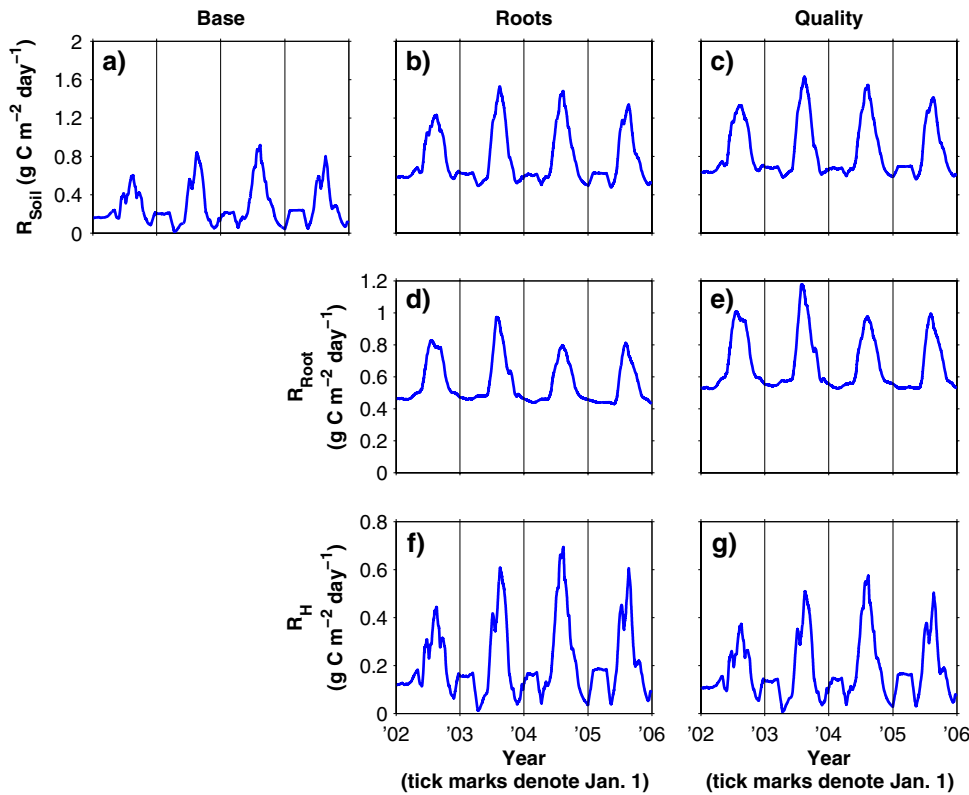 Base
Roots
Quality
R_Soil (g C m⁻² day⁻¹)
2
1.6
1.2
0.8
0.4
0
a)
b)
c)
R_Root
(g C m⁻² day⁻¹)
1.2
1
0.8
0.6
0.4
0.2
0
d)
e)
R_H
(g C m⁻² day⁻¹)
0.8
0.6
0.4
0.2
0
f)
g)
'02 '03 '04 '05 '06
'02 '03 '04 '05 '06
Year
(tick marks denote Jan. 1)
Year
(tick marks denote Jan. 1)